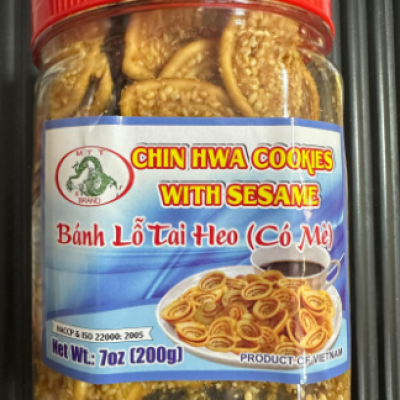 M Y T
BRAND
CHIN HWA COOKIES
WITH SESAME
Bánh Lỗ Tai Heo (Có Mè)
HACCP & ISO 22000: 2005
Net Wt.: 7oz (200g)
PRODUCT OF VIETNAM